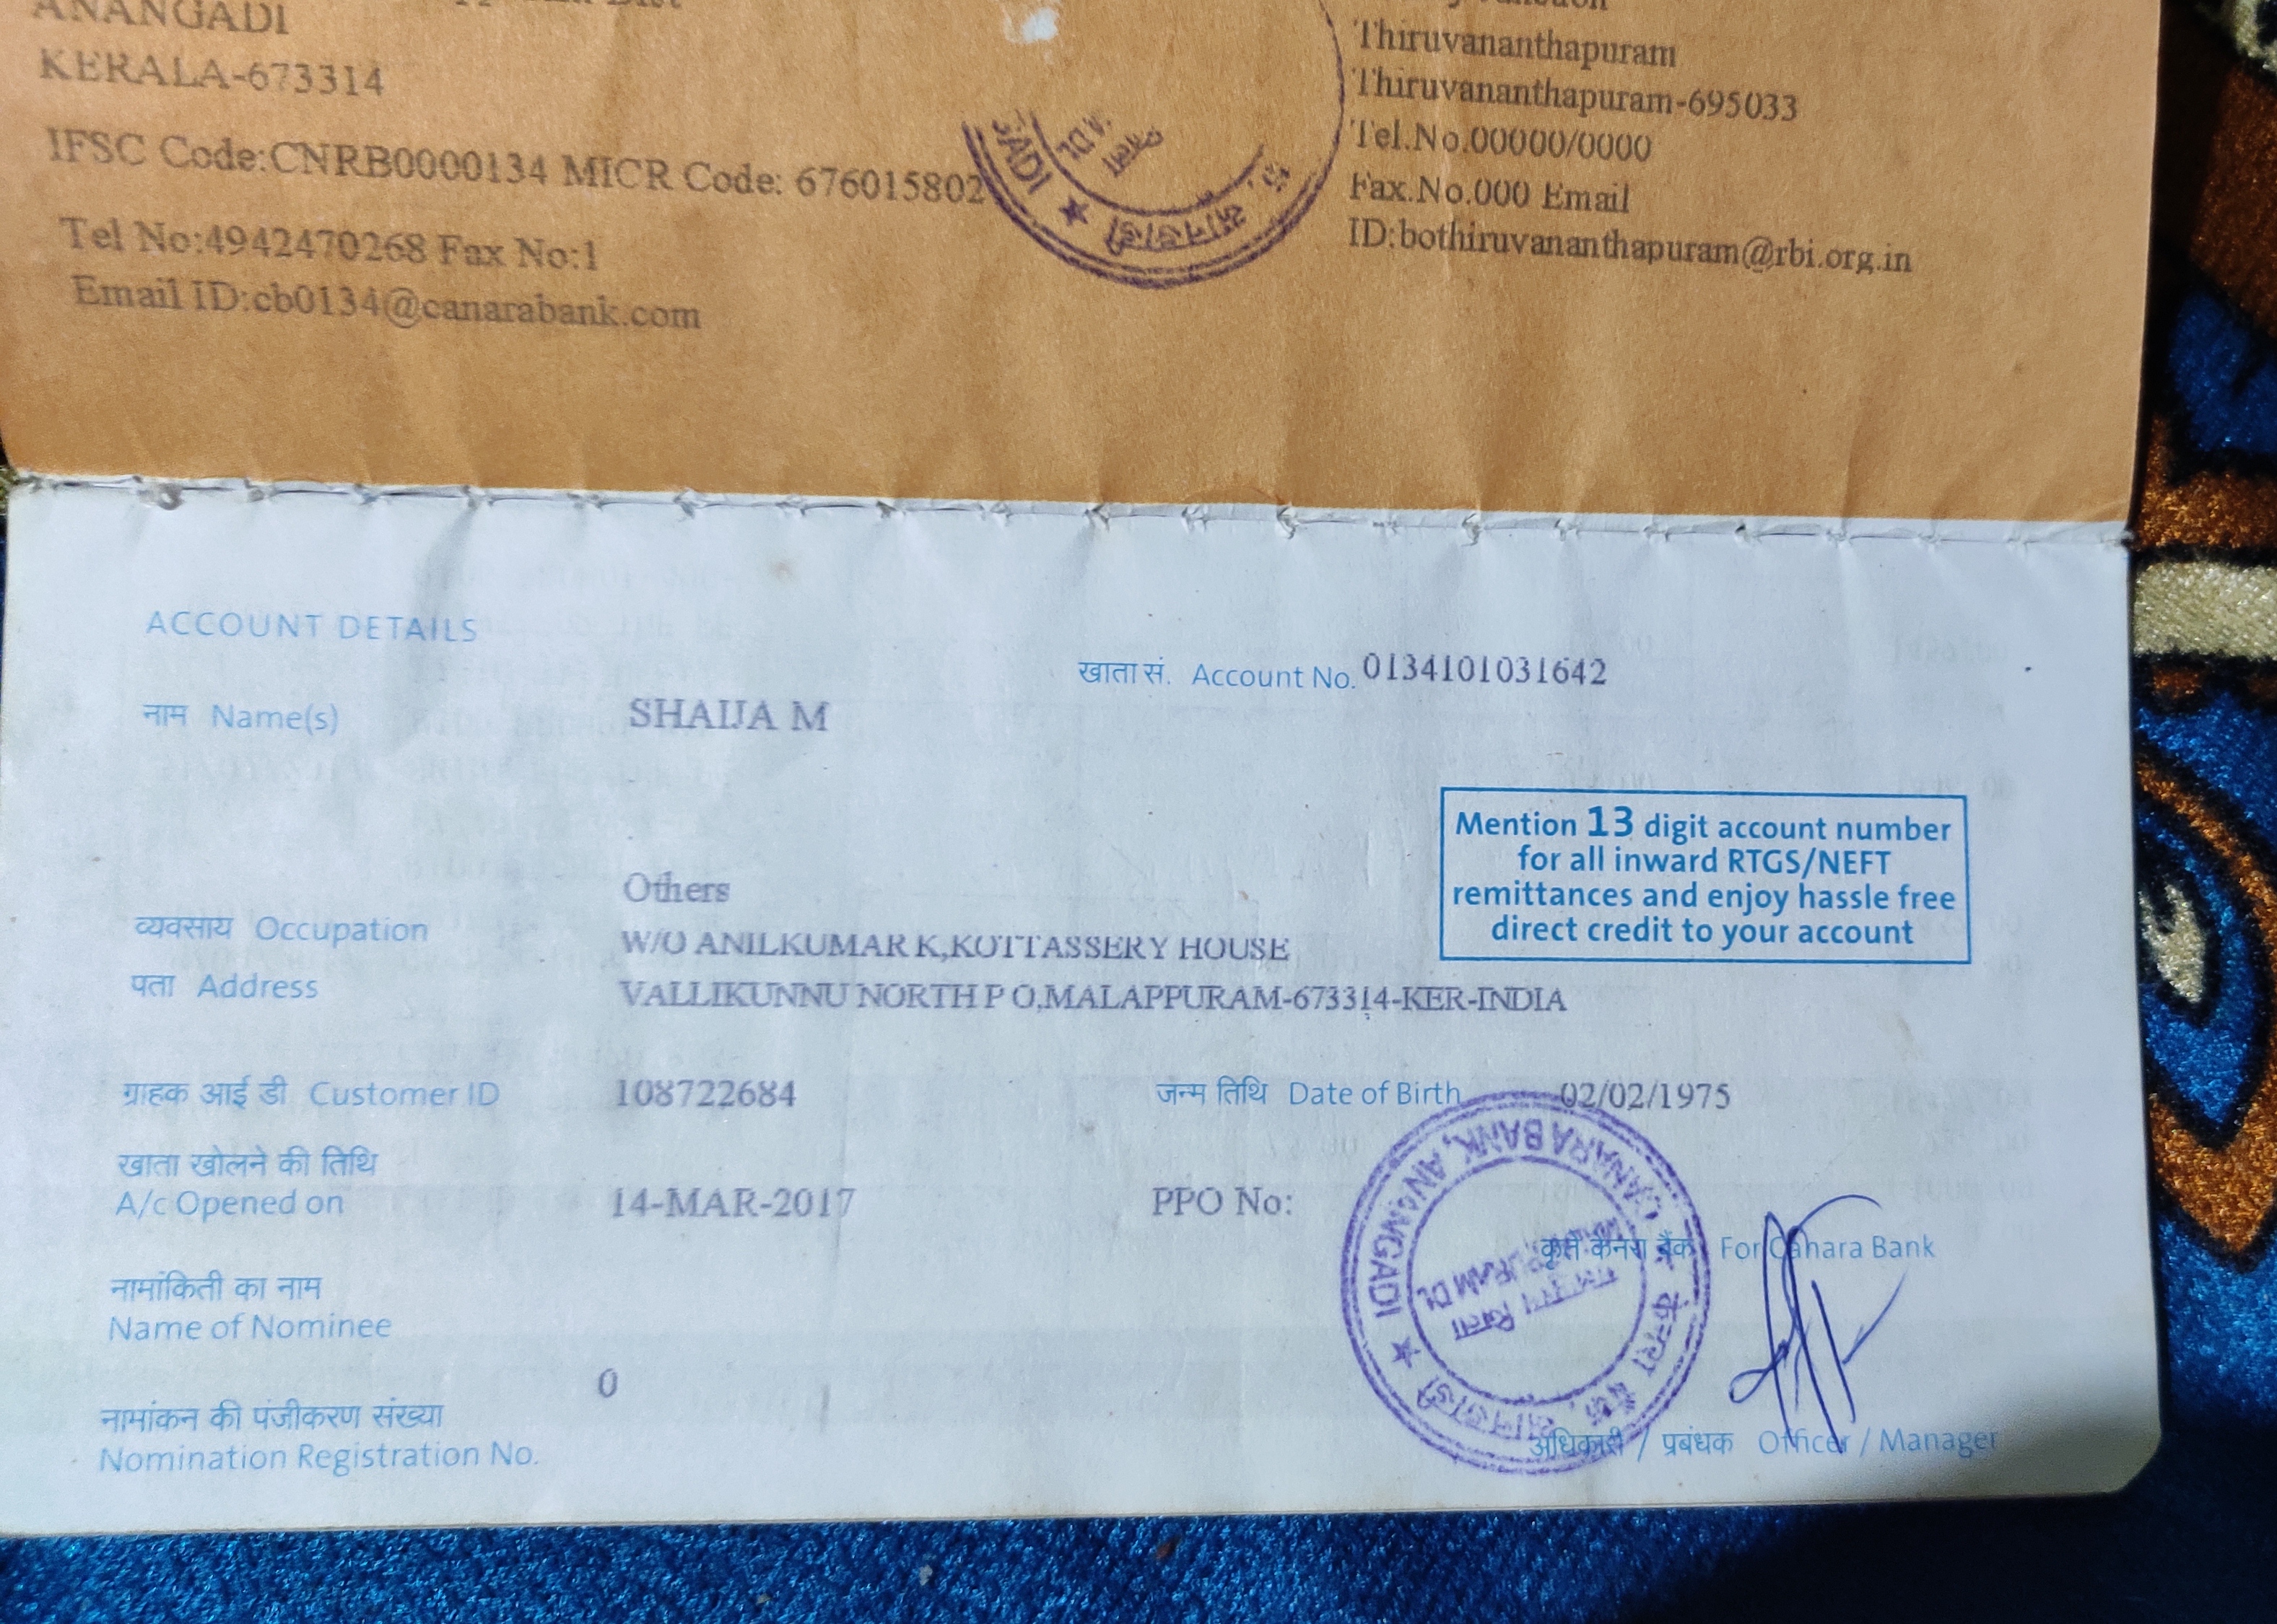 ANANGADI
KERALA-673314
IFSC Code:CNRB0000134 MICR Code: 676015802
Tel No:4942470268 Fax No:1
Email ID:cb0134@canarabank.com
Thiruvananthapuram
Thiruvananthapuram-695033
Tel.No.00000/0000
Fax.No.000 Email
ID:bothiruvananthapuram@rbi.org.in
ACCOUNT DETAILS
खाता सं. Account No. 0134101031642
नाम Name(s) SHAIJA M
Mention 13 digit account number
for all inward RTGS/NEFT
remittances and enjoy hassle free
direct credit to your account
Others
व्यवसाय Occupation
W/O ANILKUMAR K,KOTTASSERY HOUSE
पता Address
VALLIKUNNU NORTH P O,MALAPPURAM-673314-KER-INDIA
ग्राहक आई डी Customer ID 108722684
जन्म तिथि Date of Birth 02/02/1975
खाता खोलने की तिथि
A/c Opened on 14-MAR-2017
PPO No:
CANARA BANK, ANANGADI
केनरा बैंक, आनंगाडी
कृते केनरा बैंक For Canara Bank
नामांकिती का नाम
Name of Nominee
0
नामांकन की पंजीकरण संख्या
Nomination Registration No.
अधिकारी / प्रबंधक Officer / Manager